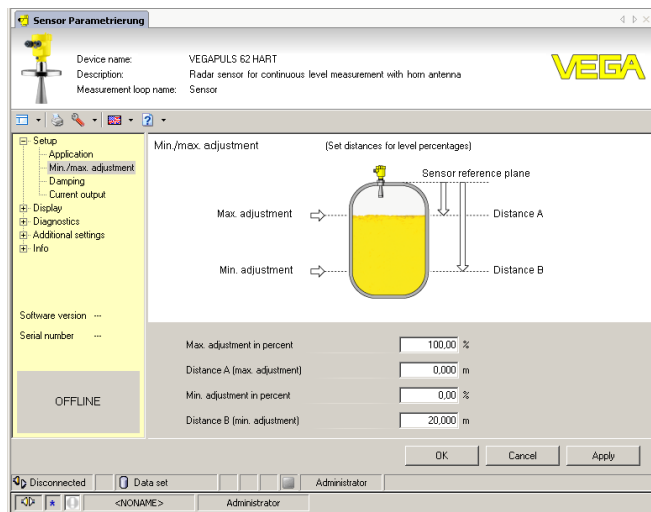 Sensor Parametrierung
Device name: VEGAPULS 62 HART
Description: Radar sensor for continuous level measurement with horn antenna
Measurement loop name: Sensor
VEGA
Setup
Application
Min./max. adjustment
Damping
Current output
Display
Diagnostics
Additional settings
Info
Software version ---
Serial number ---
OFFLINE
Min./max. adjustment (Set distances for level percentages)
Sensor reference plane
Max. adjustment Distance A
Min. adjustment Distance B
Max. adjustment in percent 100,00 %
Distance A (max. adjustment) 0,000 m
Min. adjustment in percent 0,00 %
Distance B (min. adjustment) 20,000 m
OK Cancel Apply
Disconnected Data set Administrator
<NONAME> Administrator